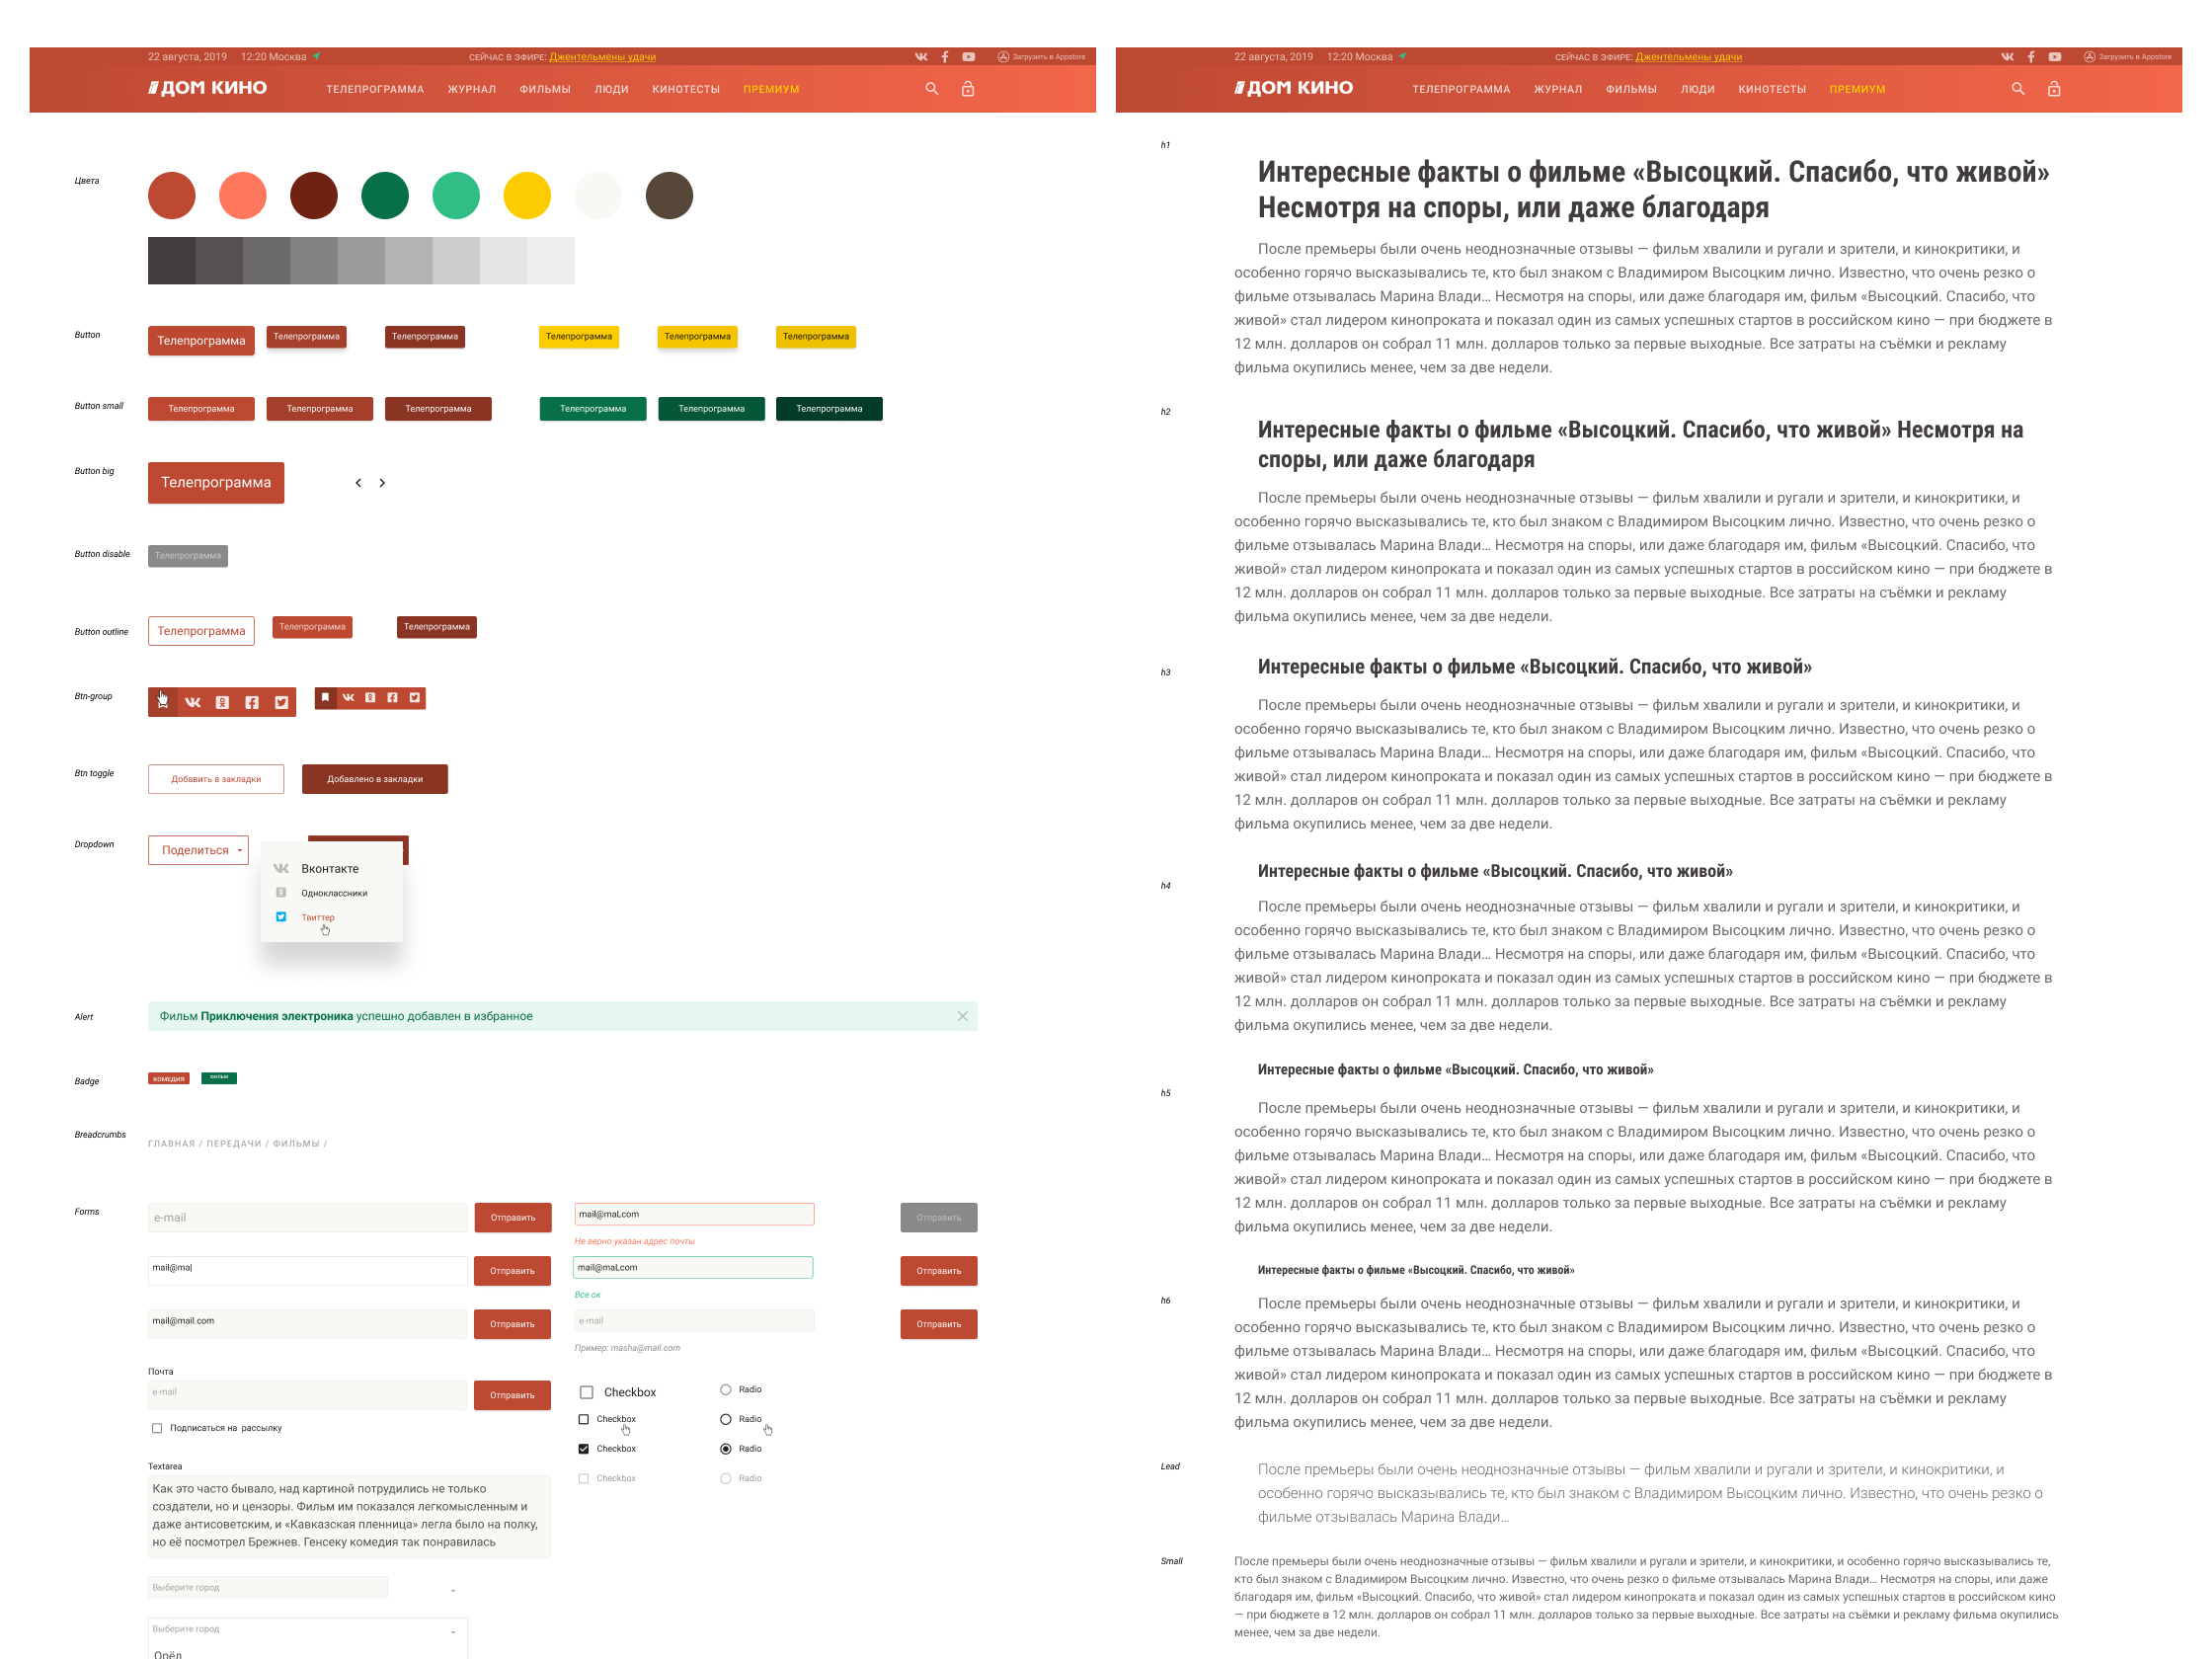 22 августа, 2019 12:20 Москва СЕЙЧАС В ЭФИРЕ: Джентельмены удачи Загрузить в Appstore
ДОМ КИНО ТЕЛЕПРОГРАММА ЖУРНАЛ ФИЛЬМЫ ЛЮДИ КИНОТЕСТЫ ПРЕМИУМ
Цвета
Button Телепрограмма Телепрограмма Телепрограмма Телепрограмма Телепрограмма Телепрограмма
Button small Телепрограмма Телепрограмма Телепрограмма Телепрограмма Телепрограмма Телепрограмма
Button big Телепрограмма
Button disable Телепрограмма
Button outline Телепрограмма Телепрограмма Телепрограмма
Btn-group
Btn toggle Добавить в закладки Добавлено в закладки
Dropdown Поделиться
Вконтакте
Одноклассники
Твиттер
Alert Фильм Приключения электроника успешно добавлен в избранное
Badge КОМЕДИЯ ФИЛЬМ
Breadcrumbs ГЛАВНАЯ / ПЕРЕДАЧИ / ФИЛЬМЫ /
Forms e-mail Отправить mail@maLcom Отправить
Не верно указан адрес почты
mail@ma| Отправить mail@maLcom Отправить
Все ок
mail@mail.com Отправить e-mail Отправить
Пример: masha@mail.com
Почта
e-mail Отправить
Подписаться на рассылку
Checkbox Radio
Checkbox Radio
Checkbox Radio
Checkbox Radio
Textarea
Как это часто бывало, над картиной потрудились не только
создатели, но и цензоры. Фильм им показался легкомысленным и
даже антисоветским, и «Кавказская пленница» легла было на полку,
но её посмотрел Брежнев. Генсеку комедия так понравилась
Выберите город
Выберите город
Орёл
22 августа, 2019 12:20 Москва СЕЙЧАС В ЭФИРЕ: Джентельмены удачи Загрузить в Appstore
ДОМ КИНО ТЕЛЕПРОГРАММА ЖУРНАЛ ФИЛЬМЫ ЛЮДИ КИНОТЕСТЫ ПРЕМИУМ
h1
Интересные факты о фильме «Высоцкий. Спасибо, что живой»
Несмотря на споры, или даже благодаря
После премьеры были очень неоднозначные отзывы — фильм хвалили и ругали и зрители, и кинокритики, и
особенно горячо высказывались те, кто был знаком с Владимиром Высоцким лично. Известно, что очень резко о
фильме отзывалась Марина Влади... Несмотря на споры, или даже благодаря им, фильм «Высоцкий. Спасибо, что
живой» стал лидером кинопроката и показал один из самых успешных стартов в российском кино — при бюджете в
12 млн. долларов он собрал 11 млн. долларов только за первые выходные. Все затраты на съёмки и рекламу
фильма окупились менее, чем за две недели.
h2
Интересные факты о фильме «Высоцкий. Спасибо, что живой» Несмотря на
споры, или даже благодаря
После премьеры были очень неоднозначные отзывы — фильм хвалили и ругали и зрители, и кинокритики, и
особенно горячо высказывались те, кто был знаком с Владимиром Высоцким лично. Известно, что очень резко о
фильме отзывалась Марина Влади... Несмотря на споры, или даже благодаря им, фильм «Высоцкий. Спасибо, что
живой» стал лидером кинопроката и показал один из самых успешных стартов в российском кино — при бюджете в
12 млн. долларов он собрал 11 млн. долларов только за первые выходные. Все затраты на съёмки и рекламу
фильма окупились менее, чем за две недели.
h3
Интересные факты о фильме «Высоцкий. Спасибо, что живой»
После премьеры были очень неоднозначные отзывы — фильм хвалили и ругали и зрители, и кинокритики, и
особенно горячо высказывались те, кто был знаком с Владимиром Высоцким лично. Известно, что очень резко о
фильме отзывалась Марина Влади... Несмотря на споры, или даже благодаря им, фильм «Высоцкий. Спасибо, что
живой» стал лидером кинопроката и показал один из самых успешных стартов в российском кино — при бюджете в
12 млн. долларов он собрал 11 млн. долларов только за первые выходные. Все затраты на съёмки и рекламу
фильма окупились менее, чем за две недели.
h4
Интересные факты о фильме «Высоцкий. Спасибо, что живой»
После премьеры были очень неоднозначные отзывы — фильм хвалили и ругали и зрители, и кинокритики, и
особенно горячо высказывались те, кто был знаком с Владимиром Высоцким лично. Известно, что очень резко о
фильме отзывалась Марина Влади... Несмотря на споры, или даже благодаря им, фильм «Высоцкий. Спасибо, что
живой» стал лидером кинопроката и показал один из самых успешных стартов в российском кино — при бюджете в
12 млн. долларов он собрал 11 млн. долларов только за первые выходные. Все затраты на съёмки и рекламу
фильма окупились менее, чем за две недели.
Интересные факты о фильме «Высоцкий. Спасибо, что живой»
h5
После премьеры были очень неоднозначные отзывы — фильм хвалили и ругали и зрители, и кинокритики, и
особенно горячо высказывались те, кто был знаком с Владимиром Высоцким лично. Известно, что очень резко о
фильме отзывалась Марина Влади... Несмотря на споры, или даже благодаря им, фильм «Высоцкий. Спасибо, что
живой» стал лидером кинопроката и показал один из самых успешных стартов в российском кино — при бюджете в
12 млн. долларов он собрал 11 млн. долларов только за первые выходные. Все затраты на съёмки и рекламу
фильма окупились менее, чем за две недели.
Интересные факты о фильме «Высоцкий. Спасибо, что живой»
h6
После премьеры были очень неоднозначные отзывы — фильм хвалили и ругали и зрители, и кинокритики, и
особенно горячо высказывались те, кто был знаком с Владимиром Высоцким лично. Известно, что очень резко о
фильме отзывалась Марина Влади... Несмотря на споры, или даже благодаря им, фильм «Высоцкий. Спасибо, что
живой» стал лидером кинопроката и показал один из самых успешных стартов в российском кино — при бюджете в
12 млн. долларов он собрал 11 млн. долларов только за первые выходные. Все затраты на съёмки и рекламу
фильма окупились менее, чем за две недели.
Lead
После премьеры были очень неоднозначные отзывы — фильм хвалили и ругали и зрители, и кинокритики, и
особенно горячо высказывались те, кто был знаком с Владимиром Высоцким лично. Известно, что очень резко о
фильме отзывалась Марина Влади...
Small
После премьеры были очень неоднозначные отзывы — фильм хвалили и ругали и зрители, и кинокритики, и особенно горячо высказывались те,
кто был знаком с Владимиром Высоцким лично. Известно, что очень резко о фильме отзывалась Марина Влади... Несмотря на споры, или даже
благодаря им, фильм «Высоцкий. Спасибо, что живой» стал лидером кинопроката и показал один из самых успешных стартов в российском кино
— при бюджете в 12 млн. долларов он собрал 11 млн. долларов только за первые выходные. Все затраты на съёмки и рекламу фильма окупились
менее, чем за две недели.